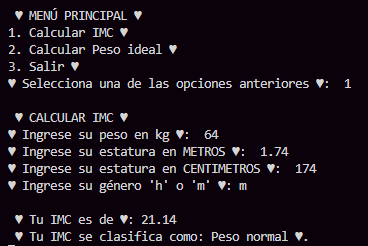 ♥ MENÚ PRINCIPAL ♥
1. Calcular IMC ♥
2. Calcular Peso ideal ♥
3. Salir ♥
♥ Selecciona una de las opciones anteriores ♥:  1
♥ CALCULAR IMC ♥
♥ Ingrese su peso en kg ♥:  64
♥ Ingrese su estatura en METROS ♥:  1.74
♥ Ingrese su estatura en CENTIMETROS ♥:  174
♥ Ingrese su género 'h' o 'm' ♥: m
♥ Tu IMC es de ♥: 21.14
♥ Tu IMC se clasifica como: Peso normal ♥.